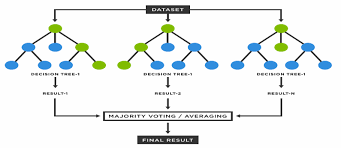 DATASET
DECISION TREE-1 DECISION TREE-1 DECISION TREE-1
RESULT-1 RESULT-2 RESULT-N
MAJORITY VOTING / AVERAGING
FINAL RESULT